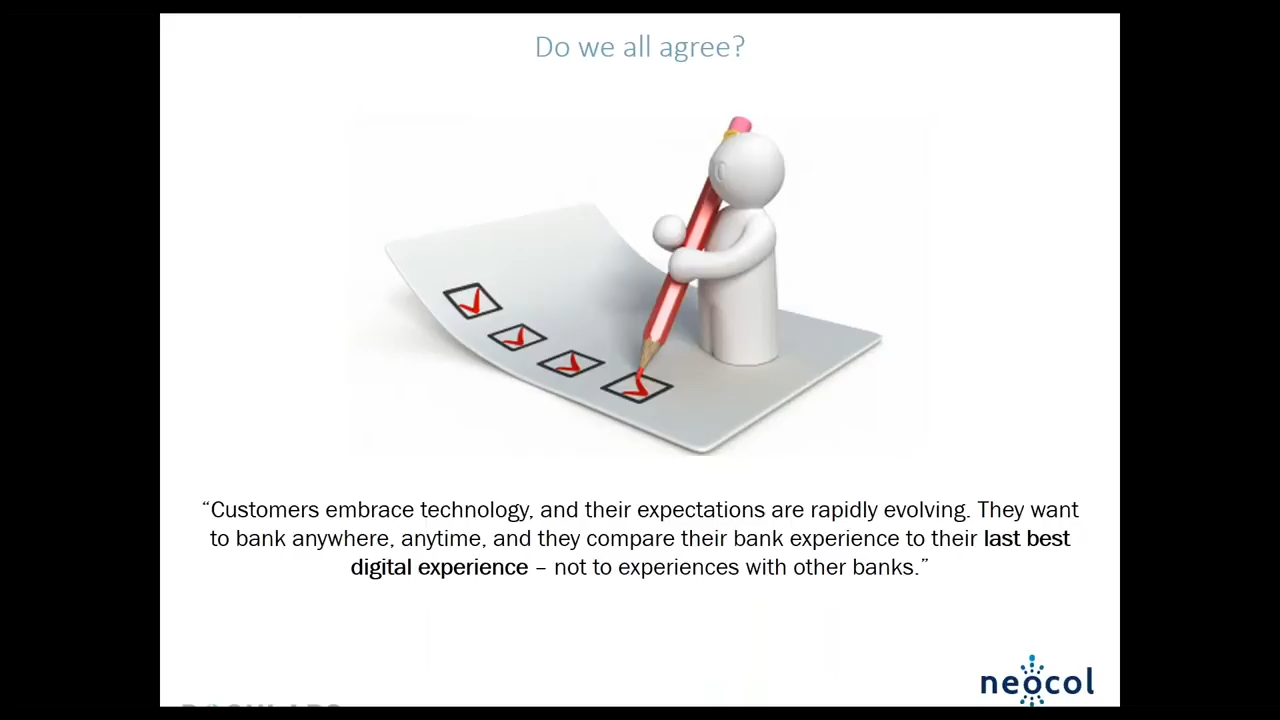 Do we all agree?
“Customers embrace technology, and their expectations are rapidly evolving. They want
to bank anywhere, anytime, and they compare their bank experience to their last best
digital experience – not to experiences with other banks.”
neocol